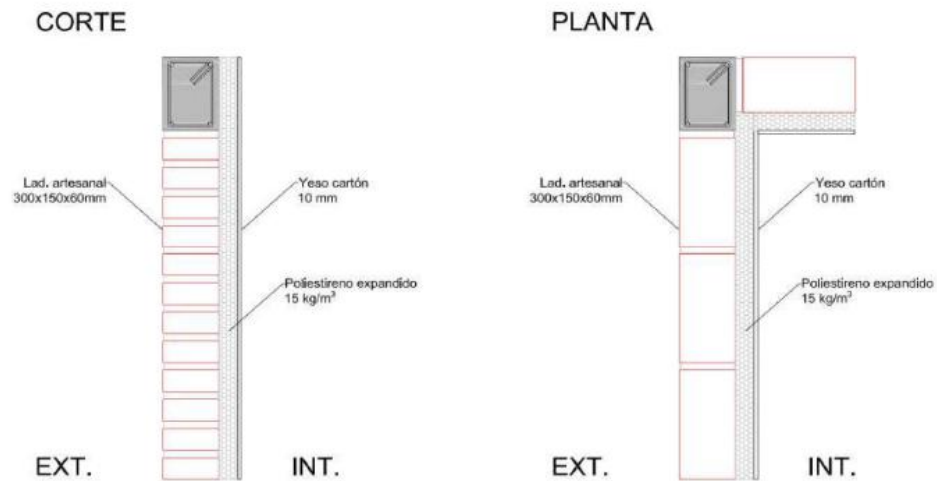 CORTE
Lad. artesanal
300x150x60mm
Yeso cartón
10 mm
Poliestireno expandido
15 kg/m³
EXT.
INT.
PLANTA
Lad. artesanal
300x150x60mm
Yeso cartón
10 mm
Poliestireno expandido
15 kg/m³
EXT.
INT.